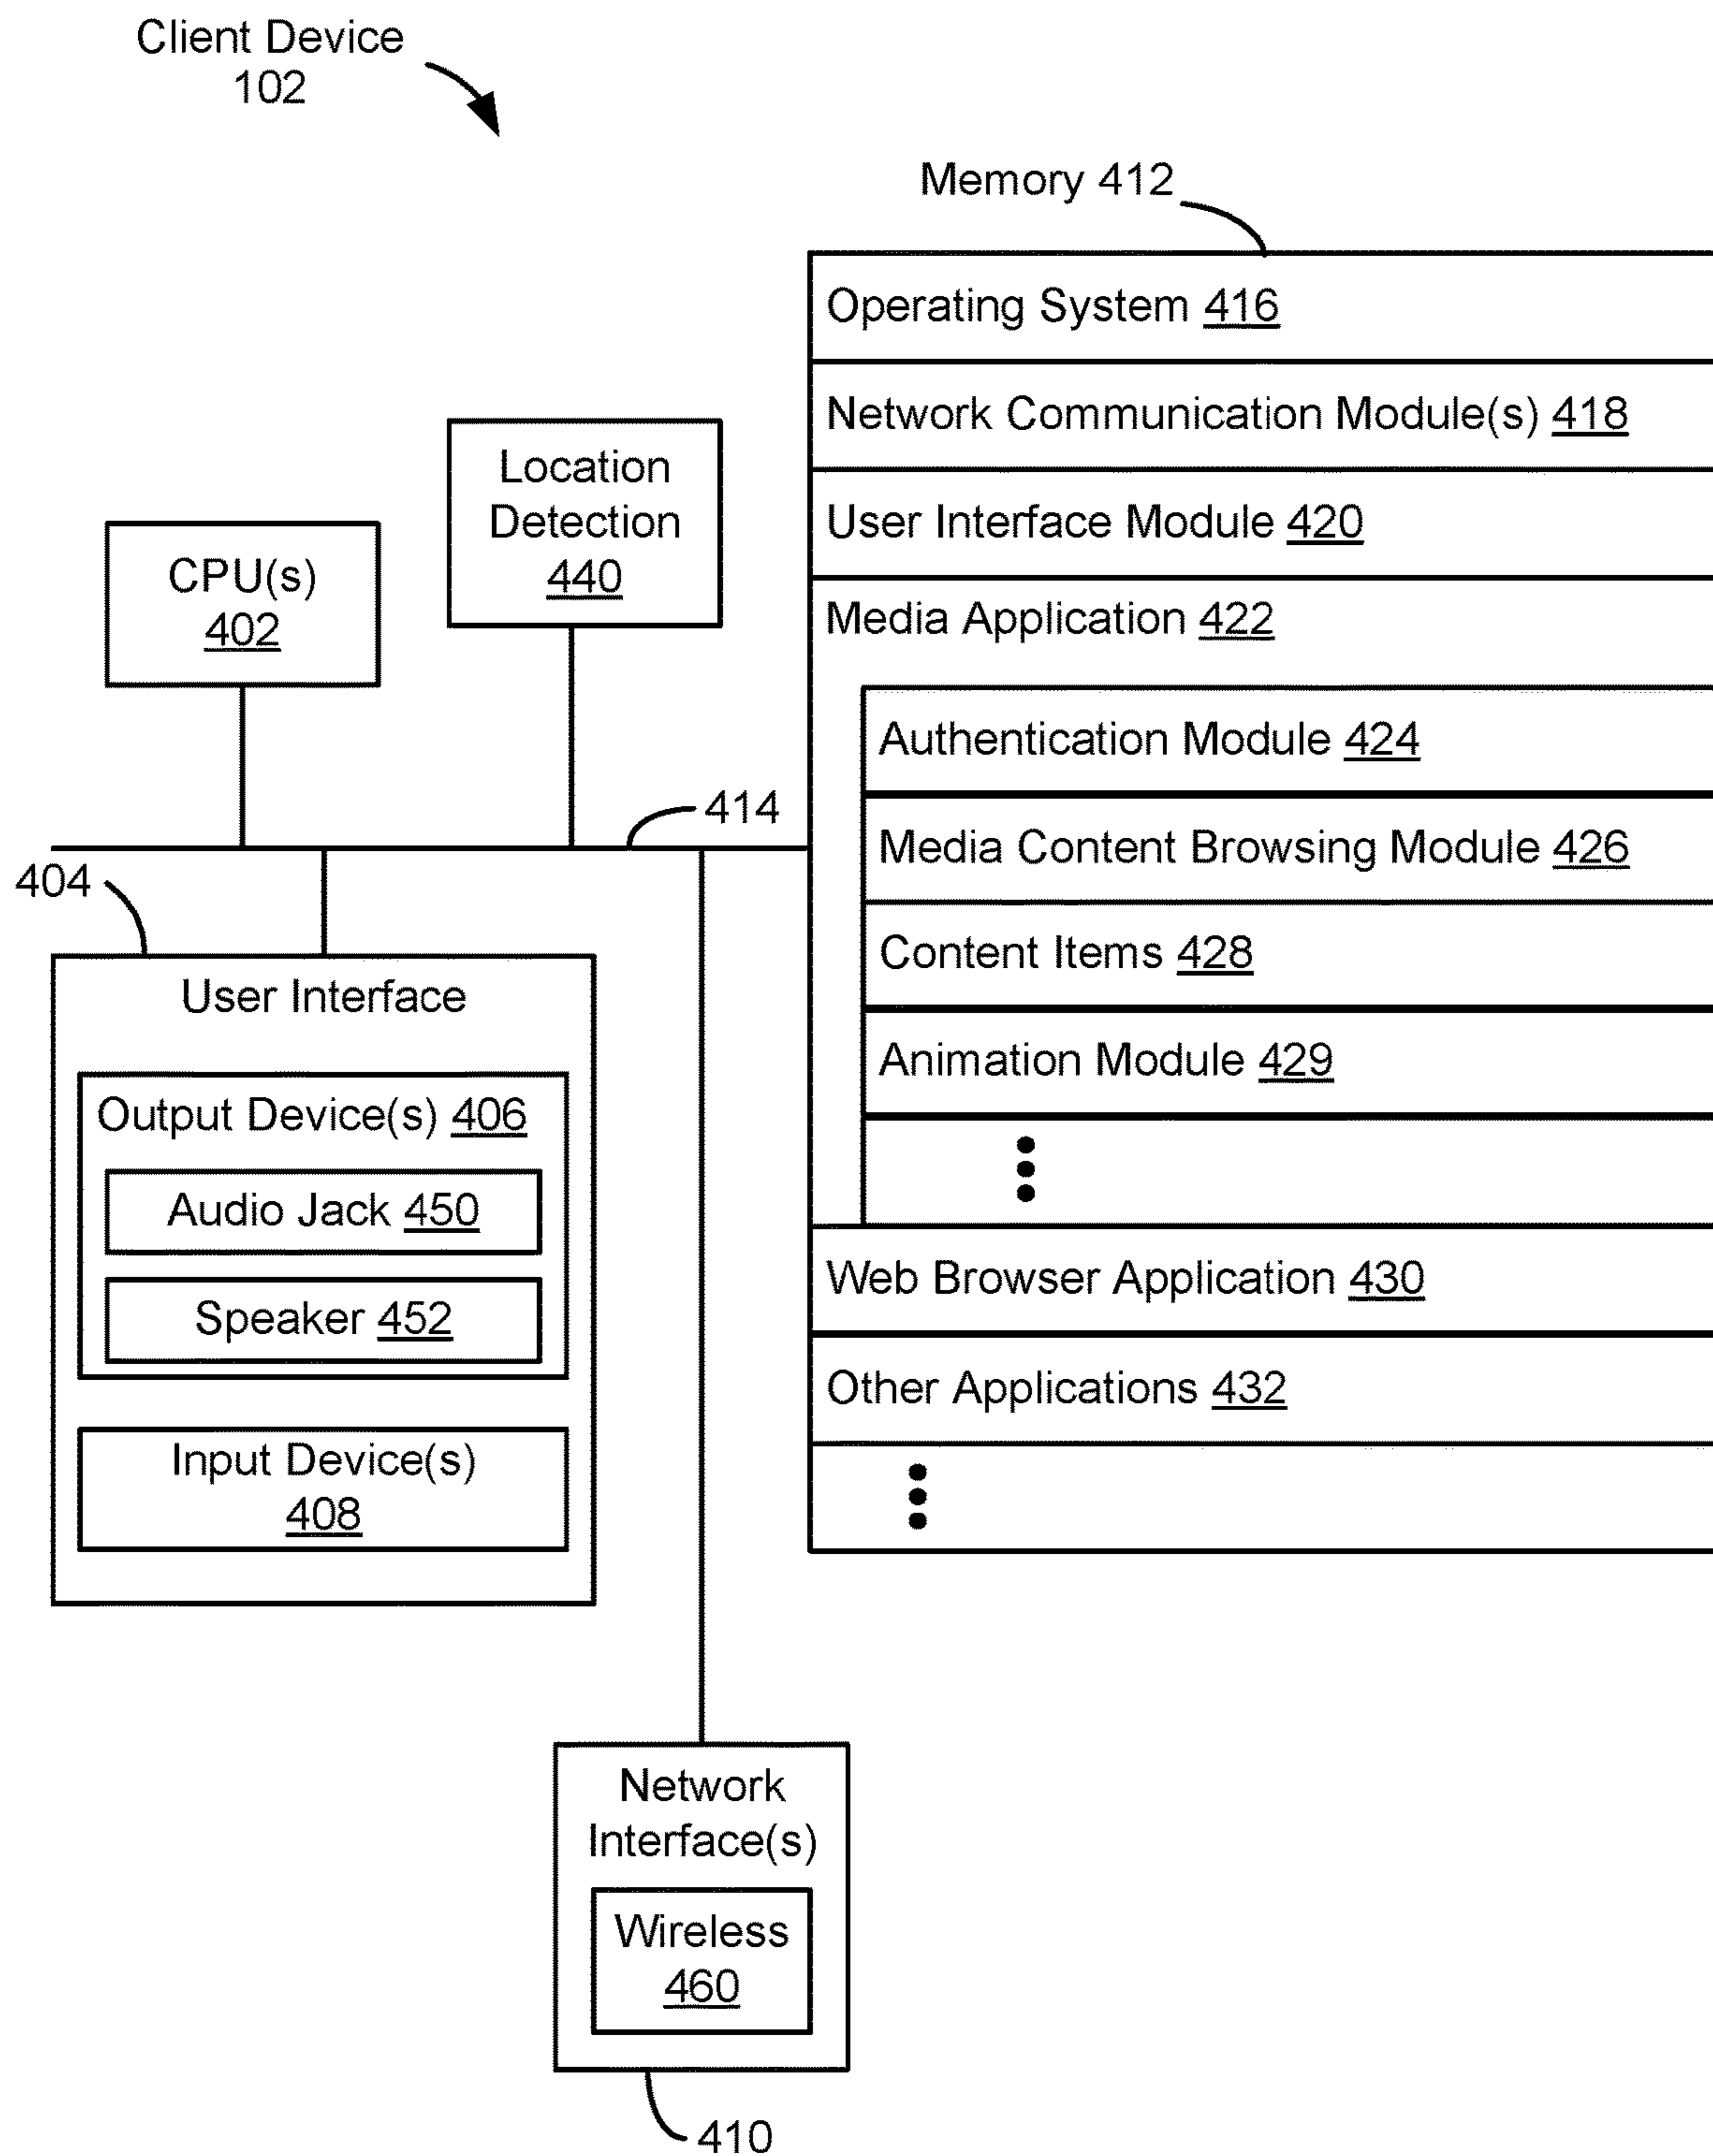 Client Device
102
Memory 412
Operating System 416
Network Communication Module(s) 418
User Interface Module 420
Media Application 422
Authentication Module 424
Media Content Browsing Module 426
Content Items 428
Animation Module 429
Web Browser Application 430
Other Applications 432
Location
Detection
440
CPU(s)
402
414
404
User Interface
Output Device(s) 406
Audio Jack 450
Speaker 452
Input Device(s)
408
Network
Interface(s)
Wireless
460
410